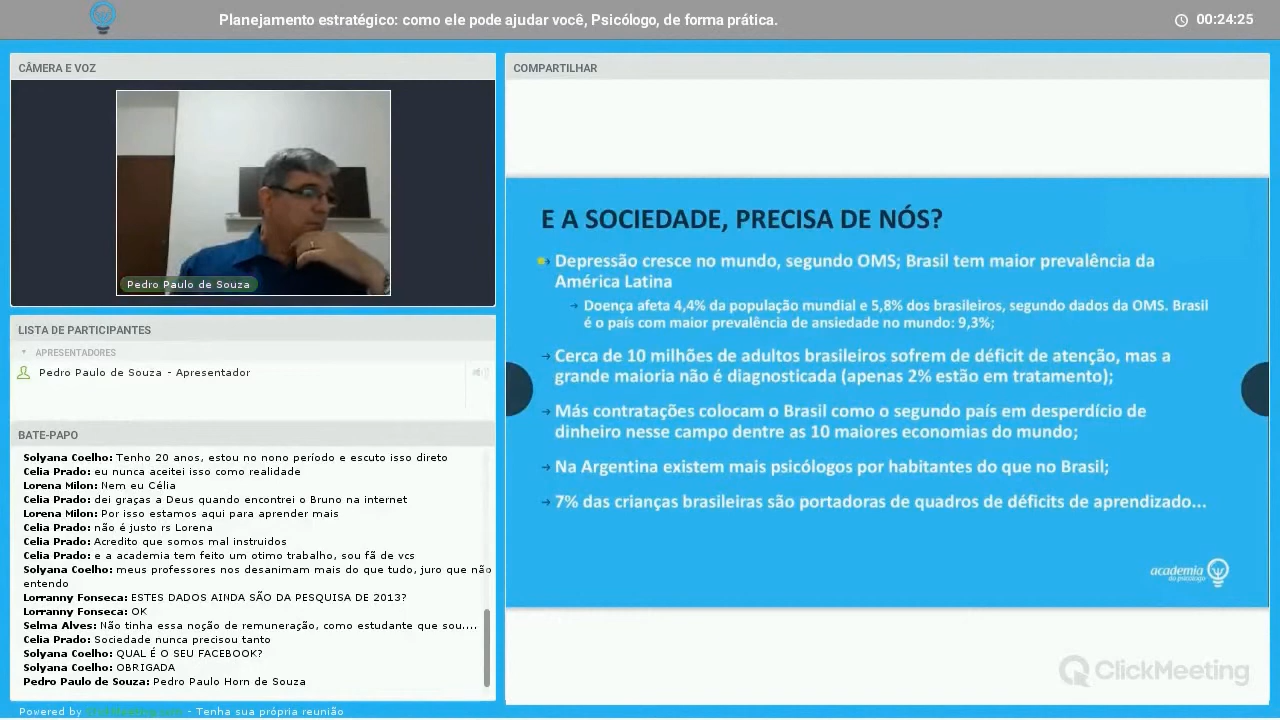 Planejamento estratégico: como ele pode ajudar você, Psicólogo, de forma prática.
00:24:25
CÂMERA E VOZ
Pedro Paulo de Souza
LISTA DE PARTICIPANTES
APRESENTADORES
Pedro Paulo de Souza - Apresentador
BATE-PAPO
Solyana Coelho: Tenho 20 anos, estou no nono período e escuto isso direto
Celia Prado: eu nunca aceitei isso como realidade
Lorena Milon: Nem eu Célia
Celia Prado: dei graças a Deus quando encontrei o Bruno na internet
Lorena Milon: Por isso estamos aqui para aprender mais
Celia Prado: não é justo rs Lorena
Celia Prado: Acredito que somos mal instruidos
Celia Prado: e a academia tem feito um otimo trabalho, sou fã de vcs
Solyana Coelho: meus professores nos desanimam mais do que tudo, juro que não
entendo
Lorranny Fonseca: ESTES DADOS AINDA SÃO DA PESQUISA DE 2013?
Lorranny Fonseca: OK
Selma Alves: Não tinha essa noção de remuneração, como estudante que sou....
Celia Prado: Sociedade nunca precisou tanto
Solyana Coelho: QUAL É O SEU FACEBOOK?
Solyana Coelho: OBRIGADA
Pedro Paulo de Souza: Pedro Paulo Horn de Souza
Powered by ClickMeeting.com - Tenha sua própria reunião
COMPARTILHAR
E A SOCIEDADE, PRECISA DE NÓS?
Depressão cresce no mundo, segundo OMS; Brasil tem maior prevalência da
América Latina
Doença afeta 4,4% da população mundial e 5,8% dos brasileiros, segundo dados da OMS. Brasil
é o país com maior prevalência de ansiedade no mundo: 9,3%;
Cerca de 10 milhões de adultos brasileiros sofrem de déficit de atenção, mas a
grande maioria não é diagnosticada (apenas 2% estão em tratamento);
Más contratações colocam o Brasil como o segundo país em desperdício de
dinheiro nesse campo dentre as 10 maiores economias do mundo;
Na Argentina existem mais psicólogos por habitantes do que no Brasil;
7% das crianças brasileiras são portadoras de quadros de déficits de aprendizado...
academia
do psicólogo
ClickMeeting